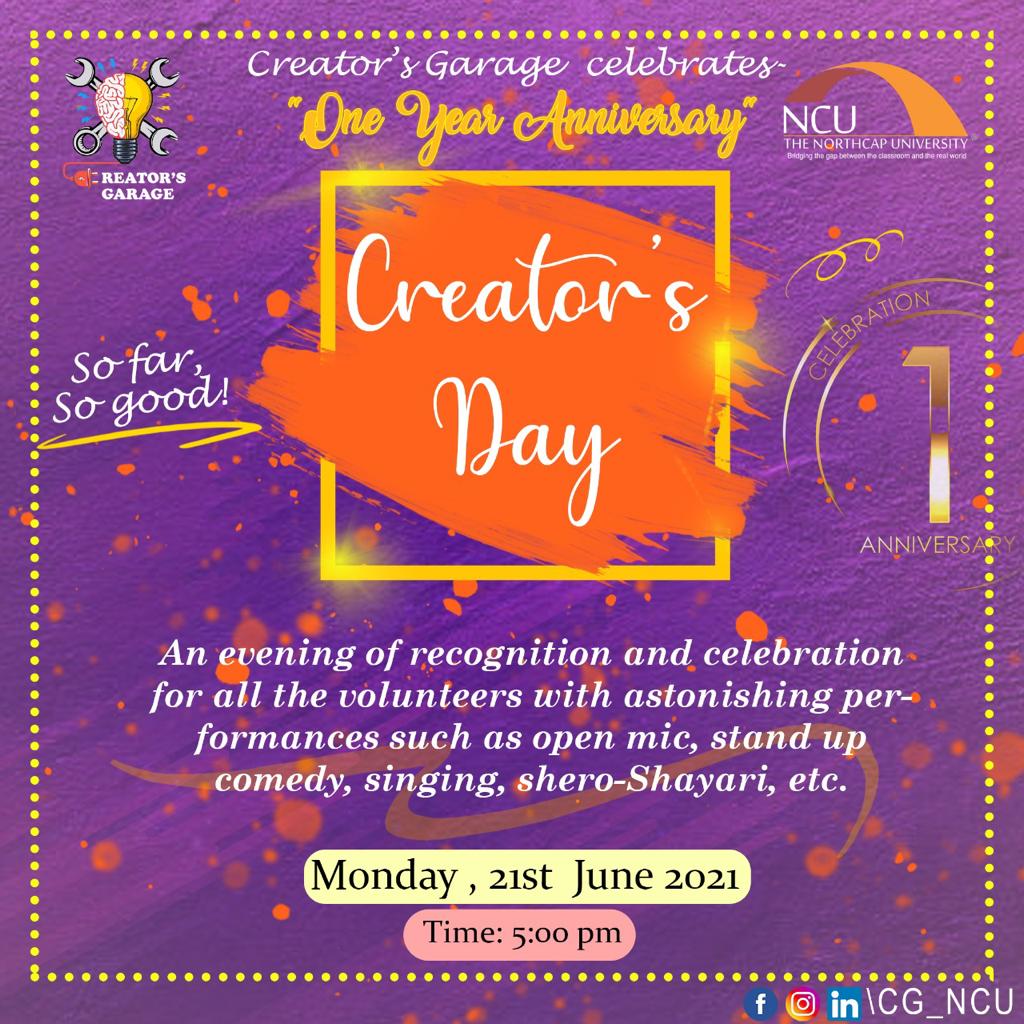 Creator's Garage celebrates-
"One Year Anniversary"
REATOR'S
GARAGE
NCU
THE NORTHCAP UNIVERSITY
Bridging the gap between the classroom and the real world
Creator's
Day
So far,
So good!
CELEBRATION
1
ANNIVERSARY
An evening of recognition and celebration
for all the volunteers with astonishing per-
formances such as open mic, stand up
comedy, singing, shero-Shayari, etc.
Monday , 21st June 2021
Time: 5:00 pm
\CG_NCU